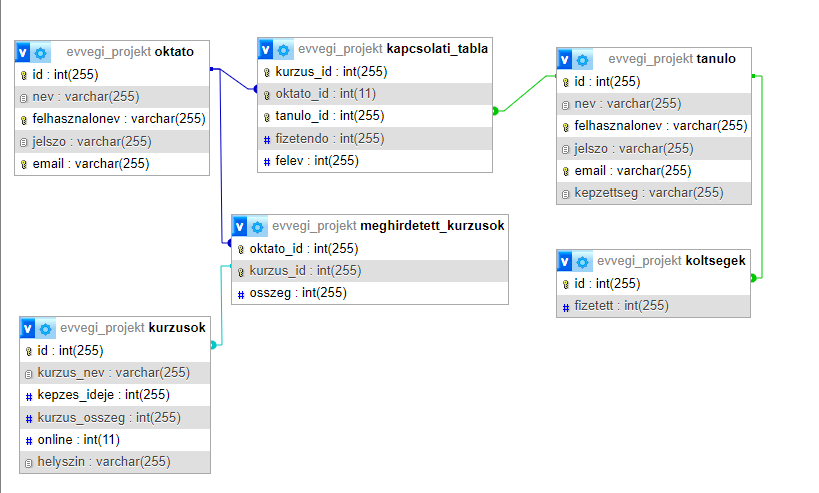 evvegi_projekt oktato
id : int(255)
nev : varchar(255)
felhasznalonev : varchar(255)
jelszo : varchar(255)
email : varchar(255)
evvegi_projekt kapcsolati_tabla
kurzus_id : int(255)
oktato_id : int(11)
tanulo_id : int(255)
# fizetendo : int(255)
# felev : int(255)
evvegi_projekt tanulo
id : int(255)
nev : varchar(255)
felhasznalonev : varchar(255)
jelszo : varchar(255)
email : varchar(255)
kepzettseg : varchar(255)
evvegi_projekt meghirdetett_kurzusok
oktato_id : int(255)
kurzus_id : int(255)
# osszeg : int(255)
evvegi_projekt koltsegek
id : int(255)
# fizetett : int(255)
evvegi_projekt kurzusok
id : int(255)
kurzus_nev : varchar(255)
# kepzes_ideje : int(255)
# kurzus_osszeg : int(255)
# online : int(11)
helyszin : varchar(255)